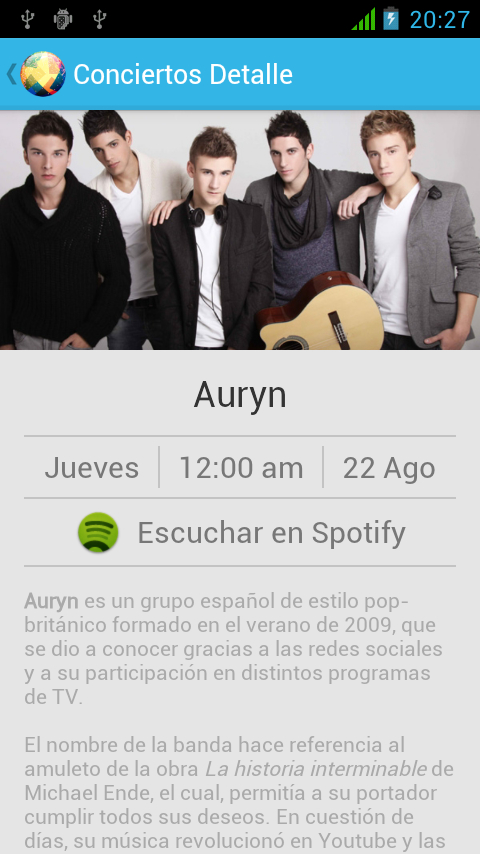 20:27
Conciertos Detalle
Auryn
Jueves 12:00 am 22 Ago
Escuchar en Spotify
Auryn es un grupo español de estilo pop-
británico formado en el verano de 2009, que
se dio a conocer gracias a las redes sociales
y a su participación en distintos programas
de TV.
El nombre de la banda hace referencia al
amuleto de la obra La historia interminable de
Michael Ende, el cual, permitía a su portador
cumplir todos sus deseos. En cuestión de
días, su música revolucionó en Youtube y las